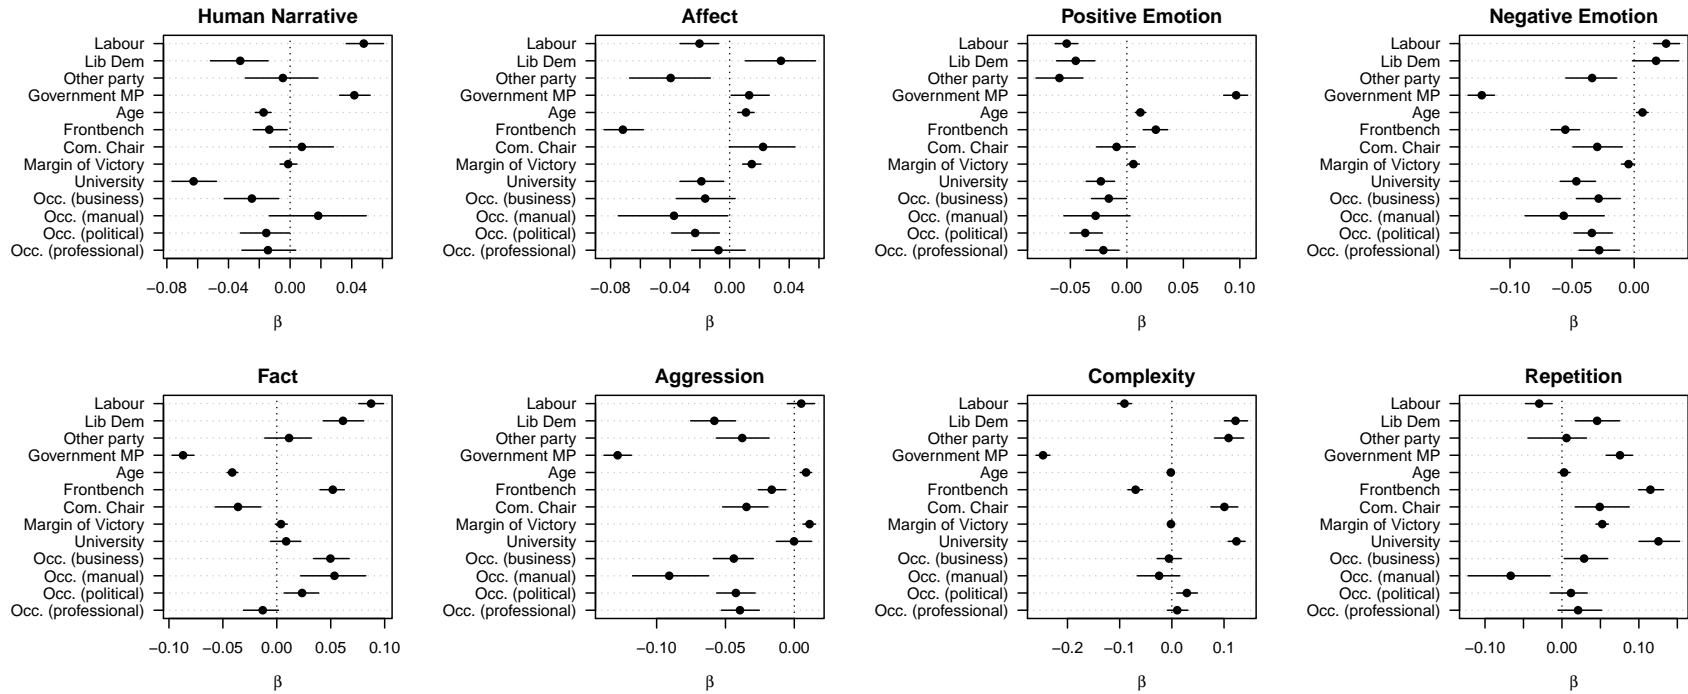 Human Narrative
Labour
Lib Dem
Other party
Government MP
Age
Frontbench
Com. Chair
Margin of Victory
University
Occ. (business)
Occ. (manual)
Occ. (political)
Occ. (professional)
−0.08 −0.04 0.00 0.04
β
Affect
Labour
Lib Dem
Other party
Government MP
Age
Frontbench
Com. Chair
Margin of Victory
University
Occ. (business)
Occ. (manual)
Occ. (political)
Occ. (professional)
−0.08 −0.04 0.00 0.04
β
Positive Emotion
Labour
Lib Dem
Other party
Government MP
Age
Frontbench
Com. Chair
Margin of Victory
University
Occ. (business)
Occ. (manual)
Occ. (political)
Occ. (professional)
−0.05 0.00 0.05 0.10
β
Negative Emotion
Labour
Lib Dem
Other party
Government MP
Age
Frontbench
Com. Chair
Margin of Victory
University
Occ. (business)
Occ. (manual)
Occ. (political)
Occ. (professional)
−0.10 −0.05 0.00
β
Fact
Labour
Lib Dem
Other party
Government MP
Age
Frontbench
Com. Chair
Margin of Victory
University
Occ. (business)
Occ. (manual)
Occ. (political)
Occ. (professional)
−0.10 −0.05 0.00 0.05 0.10
β
Aggression
Labour
Lib Dem
Other party
Government MP
Age
Frontbench
Com. Chair
Margin of Victory
University
Occ. (business)
Occ. (manual)
Occ. (political)
Occ. (professional)
−0.10 −0.05 0.00
β
Complexity
Labour
Lib Dem
Other party
Government MP
Age
Frontbench
Com. Chair
Margin of Victory
University
Occ. (business)
Occ. (manual)
Occ. (political)
Occ. (professional)
−0.2 −0.1 0.0 0.1
β
Repetition
Labour
Lib Dem
Other party
Government MP
Age
Frontbench
Com. Chair
Margin of Victory
University
Occ. (business)
Occ. (manual)
Occ. (political)
Occ. (professional)
−0.10 0.00 0.10
β